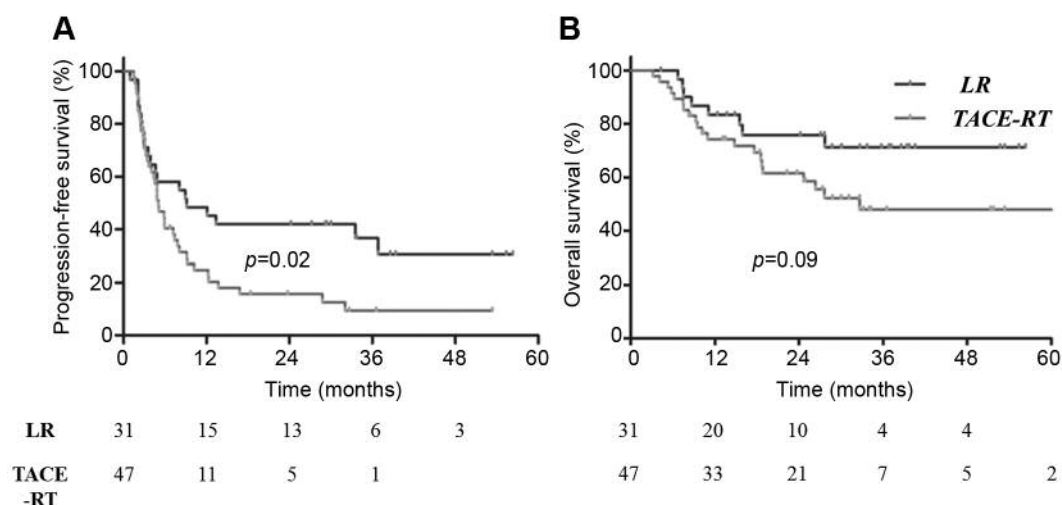 A
Progression-free survival (%)
100
80
60
40
20
0
p=0.02
0 12 24 36 48 60
Time (months)
LR 31 15 13 6 3
TACE 47 11 5 1
-RT
B
Overall survival (%)
100
80
60
40
20
0
LR
TACE-RT
p=0.09
0 12 24 36 48 60
Time (months)
31 20 10 4 4
47 33 21 7 5 2